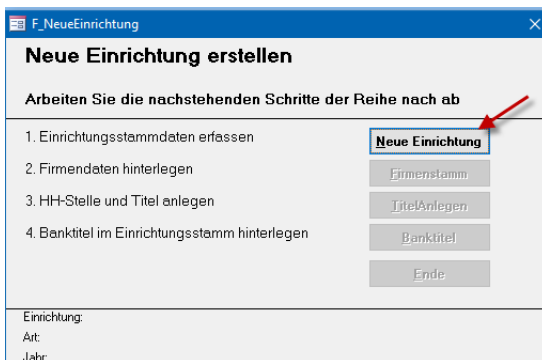 F_NeueEinrichtung
Neue Einrichtung erstellen
Arbeiten Sie die nachstehenden Schritte der Reihe nach ab
1. Einrichtungsstammdaten erfassen
Neue Einrichtung
2. Firmendaten hinterlegen
Firmenstamm
3. HH-Stelle und Titel anlegen
TitelAnlegen
4. Banktitel im Einrichtungsstamm hinterlegen
Banktitel
Ende
Einrichtung:
Art:
Jahr: